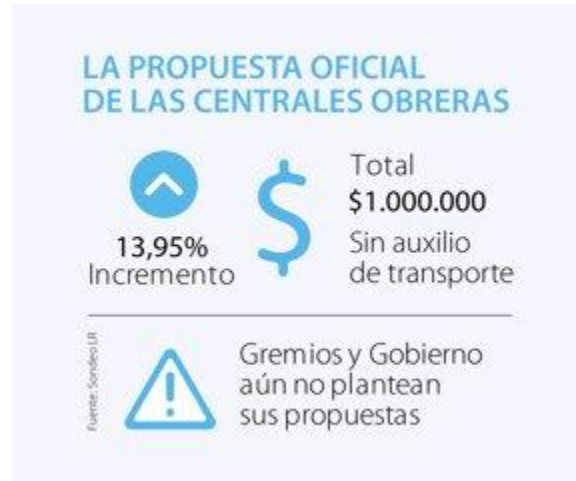 LA PROPUESTA OFICIAL
DE LAS CENTRALES OBRERAS
13,95%
Incremento
$
Total
$1.000.000
Sin auxilio
de transporte
Gremios y Gobierno
aún no plantean
sus propuestas
Fuente: Sondeo LR